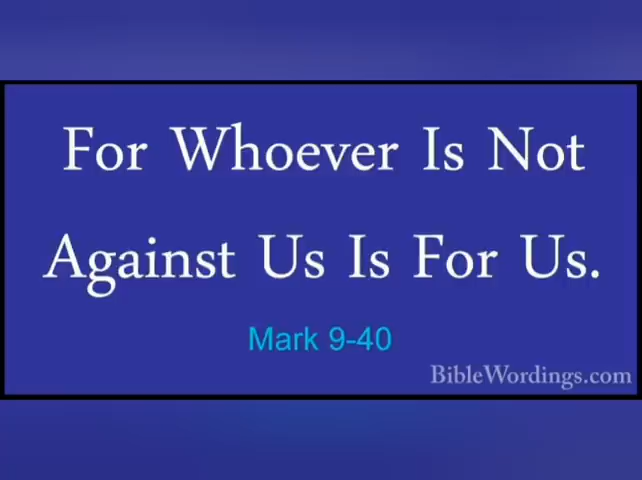 For Whoever Is Not
Against Us Is For Us.
Mark 9-40
BibleWordings.com